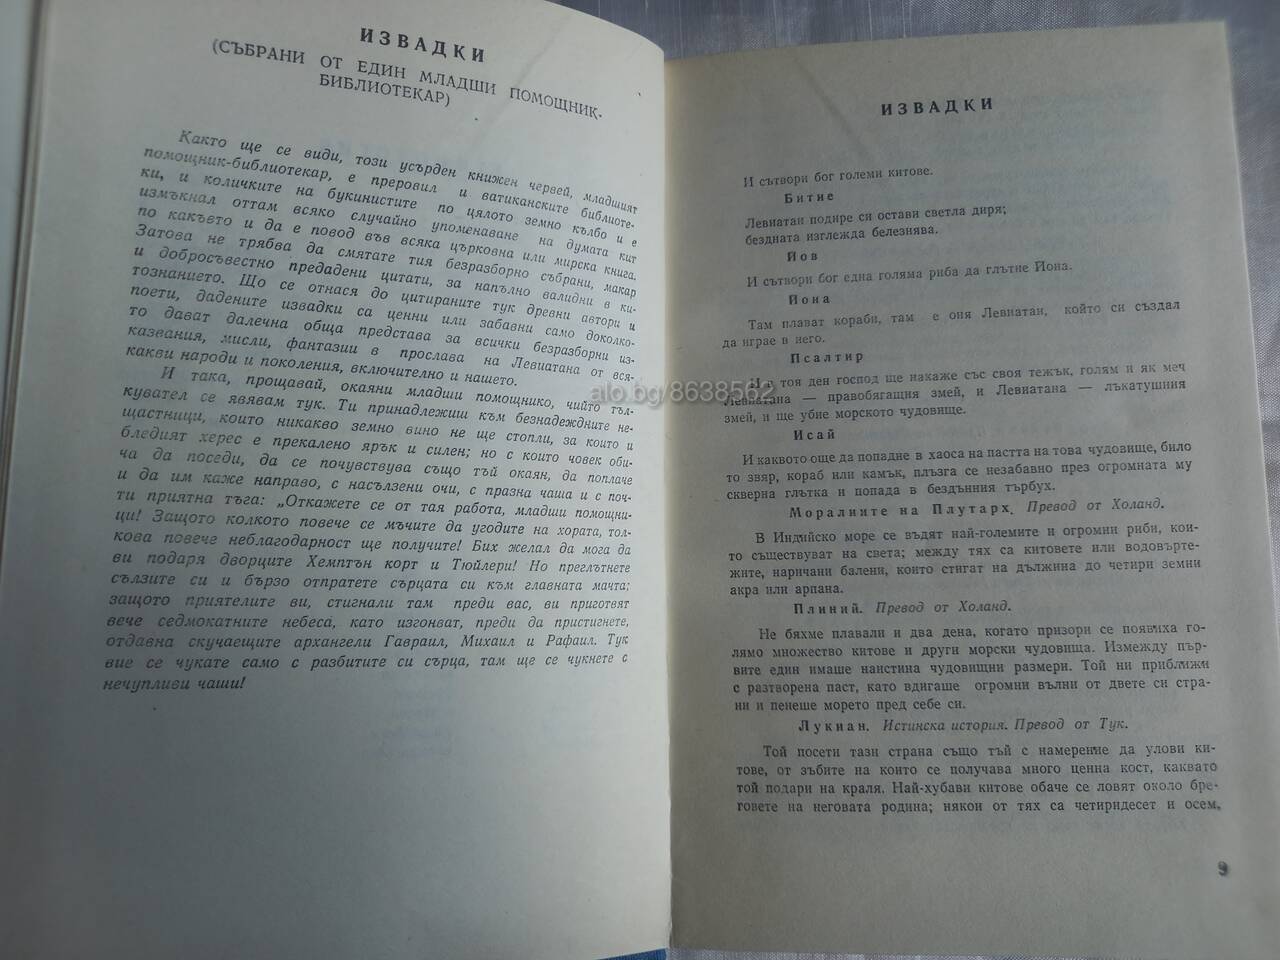 ИЗВАДКИ
(СЪБРАНИ ОТ ЕДИН МЛАДШИ ПОМОЩНИК-
БИБЛИОТЕКАР)
Както ще се види, този усърден книжен червей, младшият
помощник-библиотекар, е преровил и ватиканските библиоте-
ки, и количките на букинистите по цялото земно кълбо и е
измъкнал оттам всяко случайно упоменаване на думата кит
по какъвто и да е повод във всяка църковна или мирска книга.
Затова не трябва да смятате тия безразборно събрани, макар
и добросъвестно предадени цитати, за напълно валидни в ки-
тознанието. Що се отнася до цитираните тук древни автори и
поети, дадените извадки са ценни или забавни само доколко-
то дават далечна обща представа за всички безразборни из-
казвания, мисли, фантазии в прослава на Левиатана от вся-
какви народи и поколения, включително и нашето.
И така, прощавай, окаяни младши помощнико, чийто тъл-
кувател се явявам тук. Ти принадлежиш към безнадеждните не-
щастници, които никакво земно вино не ще стопли, за които и
бледият херес е прекалено ярък и силен; но с които човек оби-
ча да поседи, да се почувствува също тъй окаян, да поплаче
и да им каже направо, с насълзени очи, с празна чаша и с поч-
ти приятна тъга: „Откажете се от тая работа, младши помощни-
ци! Защото колкото повече се мъчите да угодите на хората, тол-
кова повече неблагодарност ще получите! Бих желал да мога да
ви подаря дворците Хемптън корт и Тюйлери! Но преглътнете
сълзите си и бързо отпратете сърцата си към главната мачта;
защото приятелите ви, стигнали там преди вас, ви приготвят
вече седмокатните небеса, като изгонват, преди да пристигнете,
отдавна скучаещите архангели Гавраил, Михаил и Рафаил. Тук
вие се чукате само с разбитите си сърца, там ще се чукнете с
нечупливи чаши!
ИЗВАДКИ
И сътвори бог големи китове.
Битие
Левиатан подире си остави светла диря;
бездната изглежда белезнява.
Йов
И сътвори бог една голяма риба да глътне Йона.
Йона
Там плават кораби, там е оня Левиатан, който си създал
да играе в него.
Псалтир
И в тоя ден господ ще накаже със своя тежък, голям и як меч
Левиатана — правобягащия змей, и Левиатана — лъкатушния
змей, и ще убие морското чудовище.
Исай
И каквото още да попадне в хаоса на пастта на това чудовище, било
то звяр, кораб или камък, плъзга се незабавно през огромната му
скверна глътка и попада в бездънния търбух.
Моралиите на Плутарх. Превод от Холанд.
В Индийско море се въдят най-големите и огромни риби, кои-
то съществуват на света; между тях са китовете или водовърте-
жите, наричани балени, които стигат на дължина до четири земни
акра или арпана.
Плиний. Превод от Холанд.
Не бяхме плавали и два дена, когато призори се появиха го-
лямо множество китове и други морски чудовища. Измежду пър-
вите един имаше наистина чудовищни размери. Той ни приближи
с разтворена паст, като вдигаше огромни вълни от двете си стра-
ни и пенеше морето пред себе си.
Лукиан. Истинска история. Превод от Тук.
Той посети тази страна също тъй с намерение да улови ки-
тове, от зъбите на които се получава много ценна кост, каквато
той подари на краля. Най-хубави китове обаче се ловят около бре-
говете на неговата родина; някои от тях са четиридесет и осем,
9
alo.bg/8638562